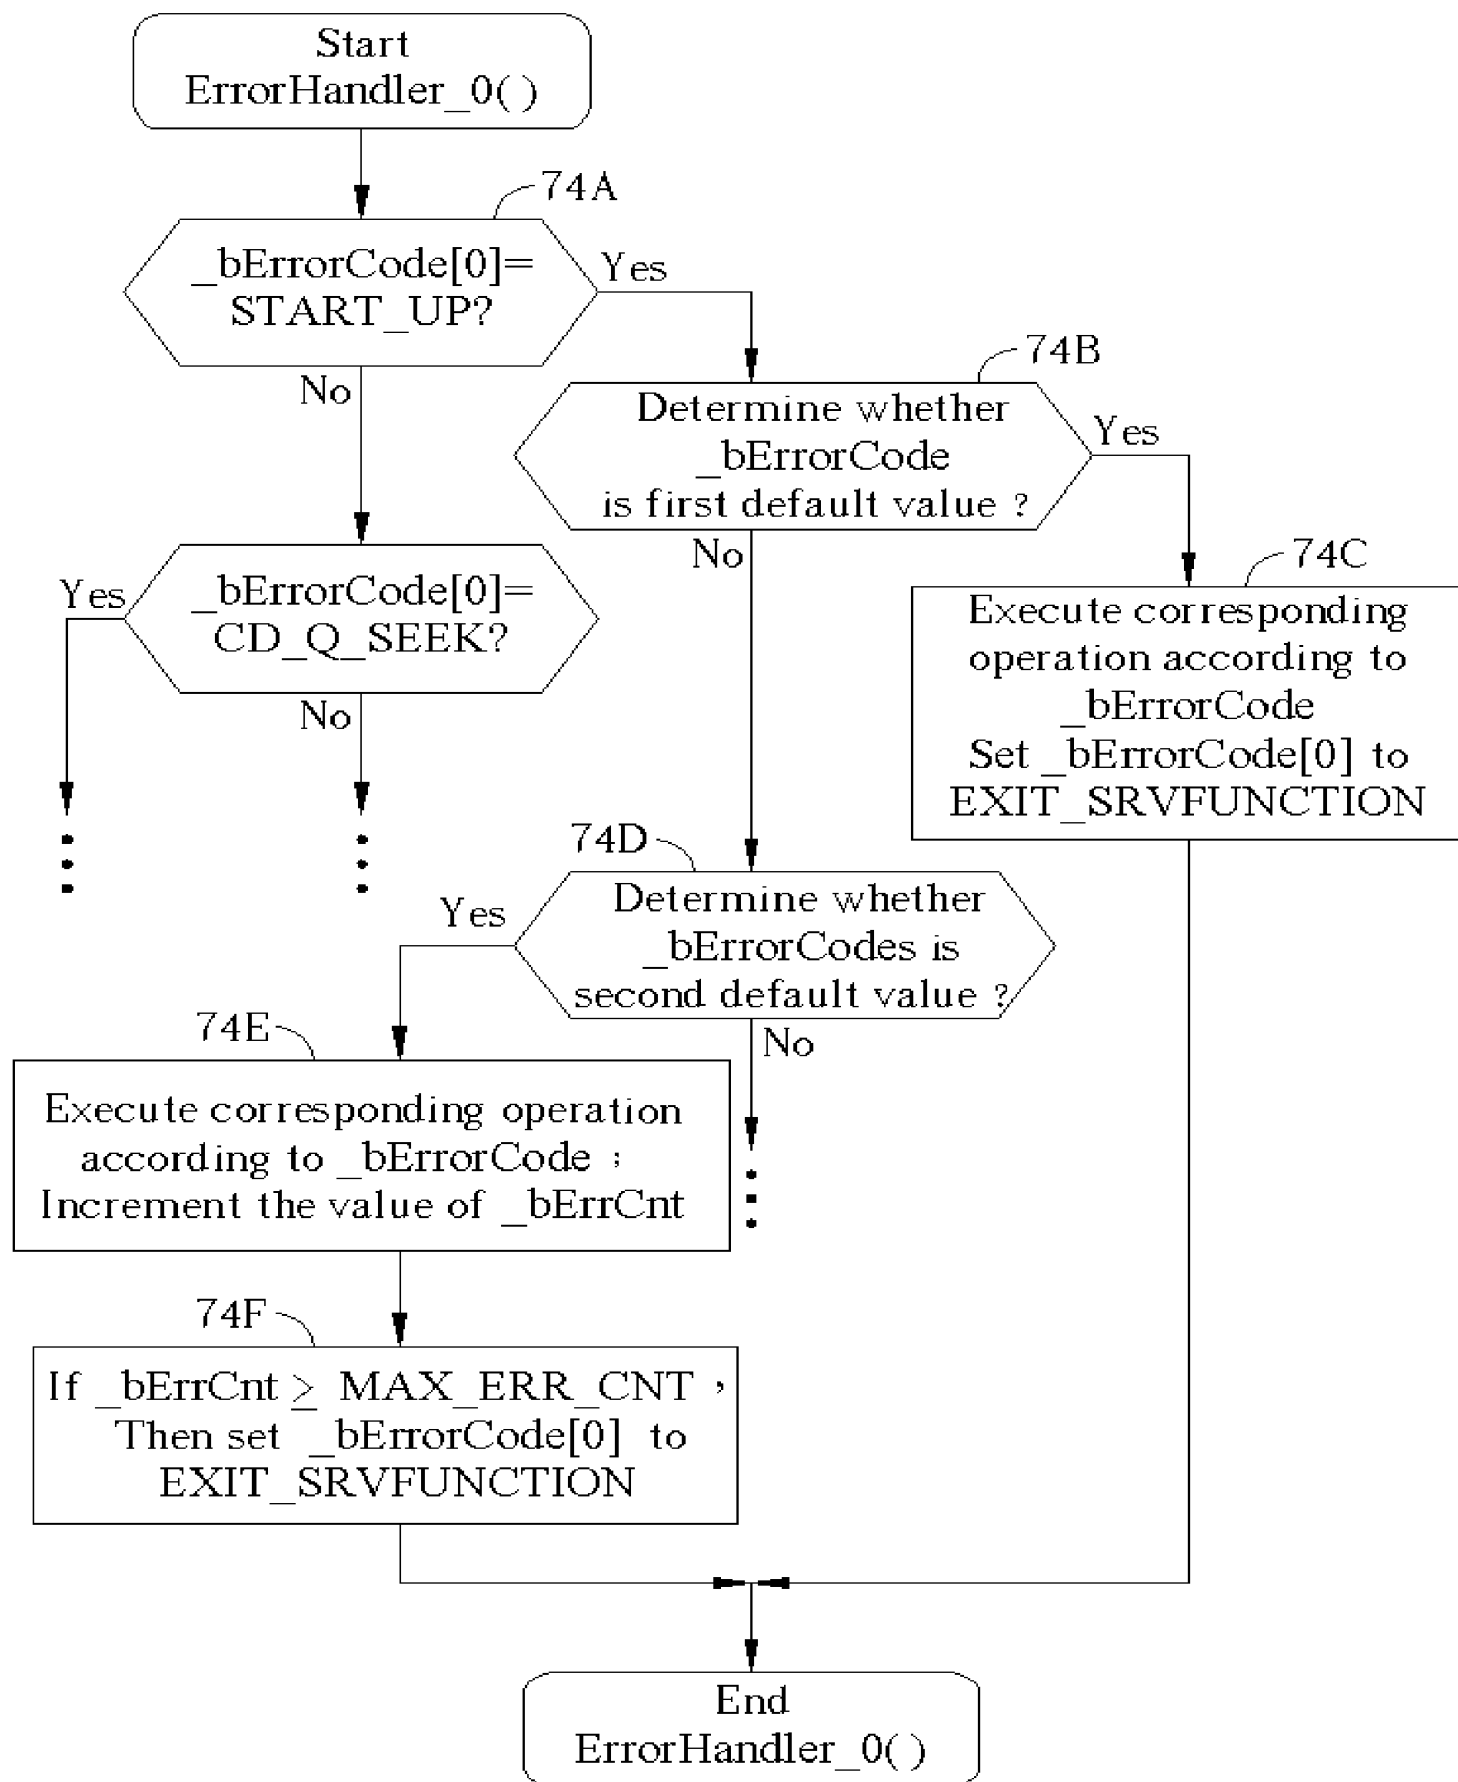 Start
ErrorHandler_0( )
74A
_bErrorCode[0]=
START_UP?
Yes
No
74B
Determine whether
_bErrorCode
is first default value ?
Yes
No
74C
Execute corresponding
operation according to
_bErrorCode
Set _bErrorCode[0] to
EXIT_SRVFUNCTION
_bErrorCode[0]=
CD_Q_SEEK?
Yes
No
74D
Determine whether
_bErrorCodes is
second default value ?
Yes
No
74E
Execute corresponding operation
according to _bErrorCode ;
Increment the value of _bErrCnt
74F
If _bErrCnt ≥ MAX_ERR_CNT ,
Then set _bErrorCode[0] to
EXIT_SRVFUNCTION
End
ErrorHandler_0( )